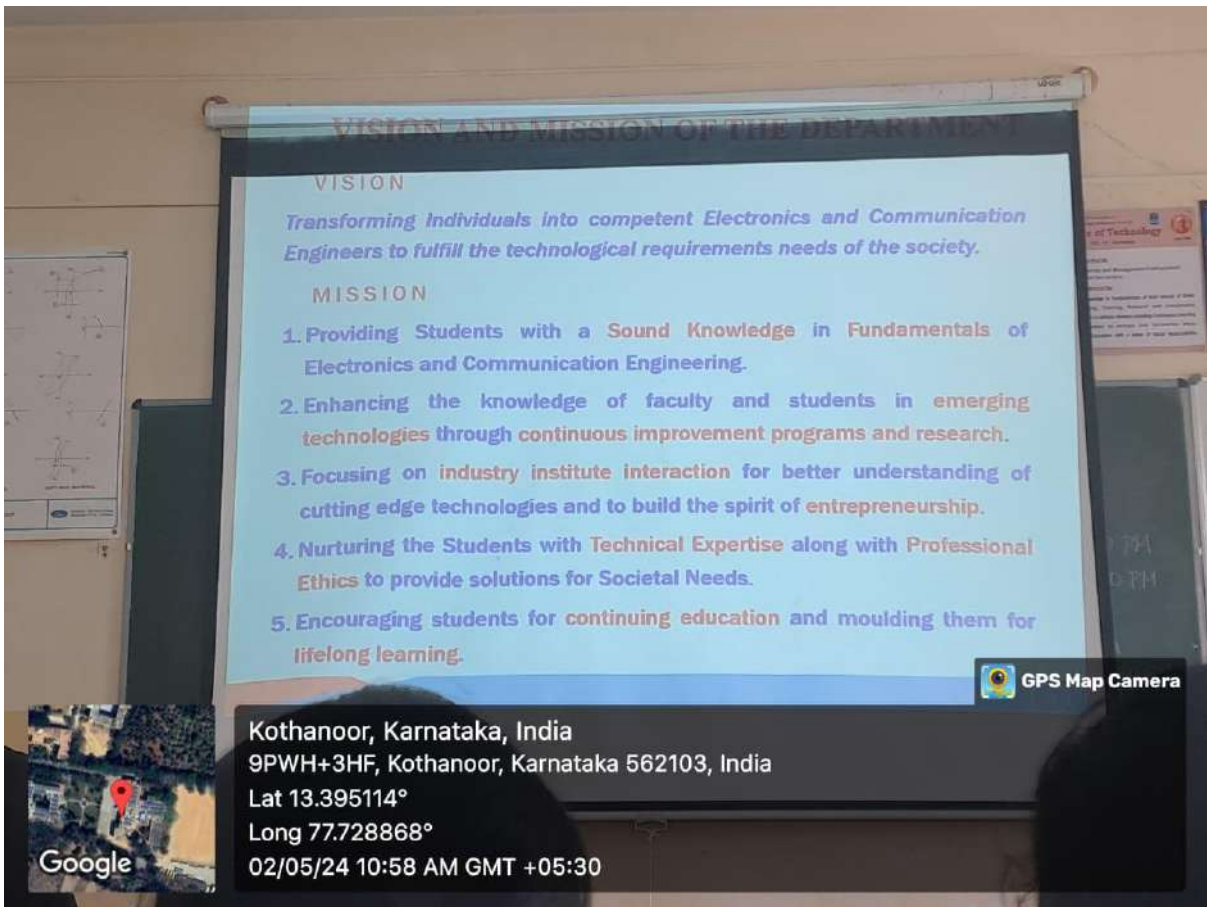 VISION AND MISSION OF THE DEPARTMENT
VISION
Transforming Individuals into competent Electronics and Communication
Engineers to fulfill the technological requirements needs of the society.
MISSION
1. Providing Students with a Sound Knowledge in Fundamentals of
Electronics and Communication Engineering.
2. Enhancing the knowledge of faculty and students in emerging
technologies through continuous improvement programs and research.
3. Focusing on industry institute interaction for better understanding of
cutting edge technologies and to build the spirit of entrepreneurship.
4. Nurturing the Students with Technical Expertise along with Professional
Ethics to provide solutions for Societal Needs.
5. Encouraging students for continuing education and moulding them for
lifelong learning.
of Technology
PM
PM
GPS Map Camera
Kothanoor, Karnataka, India
9PWH+3HF, Kothanoor, Karnataka 562103, India
Lat 13.395114°
Long 77.728868°
02/05/24 10:58 AM GMT +05:30
Google